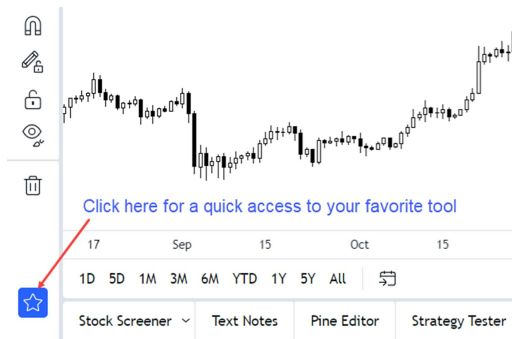 Click here for a quick access to your favorite tool
17 Sep 15 Oct 15
1D 5D 1M 3M 6M YTD 1Y 5Y All
Stock Screener Text Notes Pine Editor Strategy Tester